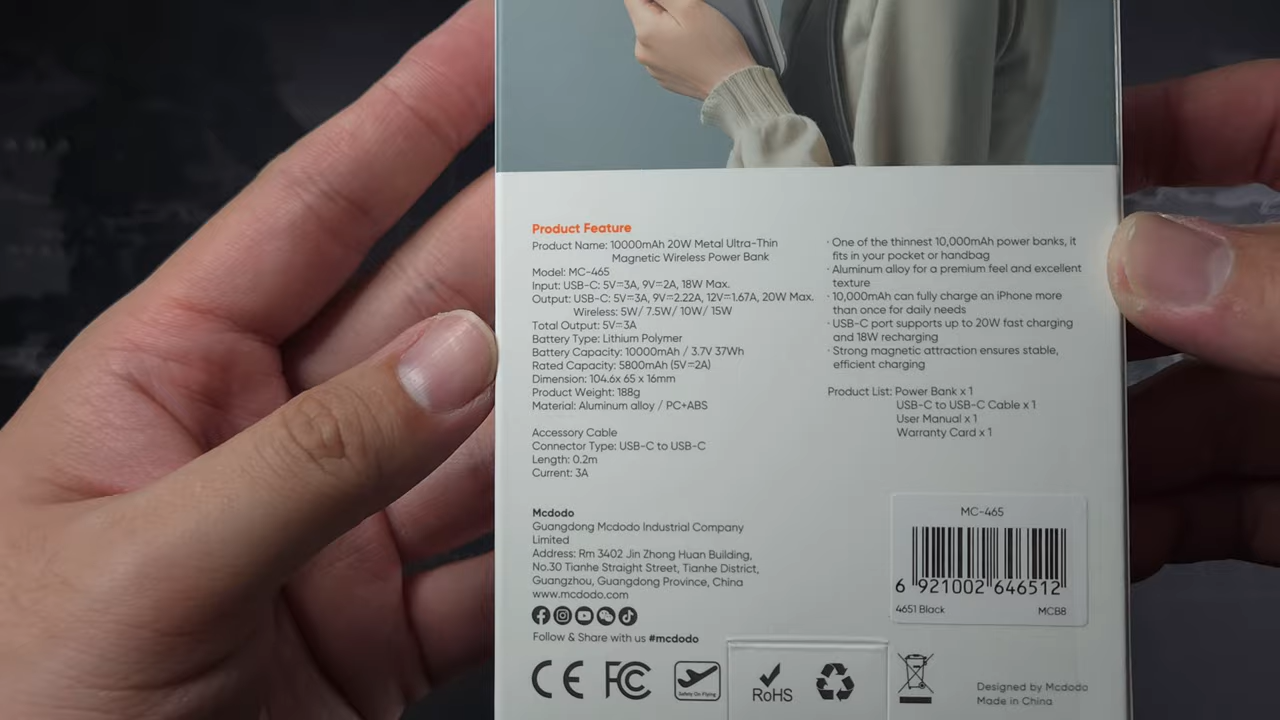 Product Feature
Product Name: 10000mAh 20W Metal Ultra-Thin
Magnetic Wireless Power Bank
Model: MC-465
Input: USB-C: 5V=3A, 9V=2A, 18W Max.
Output: USB-C: 5V=3A, 9V=2.22A, 12V=1.67A, 20W Max.
Wireless: 5W/ 7.5W/ 10W/ 15W
Total Output: 5V=3A
Battery Type: Lithium Polymer
Battery Capacity: 10000mAh / 3.7V 37Wh
Rated Capacity: 5800mAh (5V=2A)
Dimension: 104.6x 65 x 16mm
Product Weight: 188g
Material: Aluminum alloy / PC+ABS
Accessory Cable
Connector Type: USB-C to USB-C
Length: 0.2m
Current: 3A
Mcdodo
Guangdong Mcdodo Industrial Company
Limited
Address: Rm 3402 Jin Zhong Huan Building,
No.30 Tianhe Straight Street, Tianhe District,
Guangzhou, Guangdong Province, China
www.mcdodo.com
Follow & Share with us #mcdodo
CE FC Safety On Flying RoHS
· One of the thinnest 10,000mAh power banks, it
fits in your pocket or handbag
· Aluminum alloy for a premium feel and excellent
texture
· 10,000mAh can fully charge an iPhone more
than once for daily needs
· USB-C port supports up to 20W fast charging
and 18W recharging
· Strong magnetic attraction ensures stable,
efficient charging
Product List: Power Bank x 1
USB-C to USB-C Cable x 1
User Manual x 1
Warranty Card x 1
MC-465
6 921002 646512
4651 Black MCB8
Designed by Mcdodo
Made in China